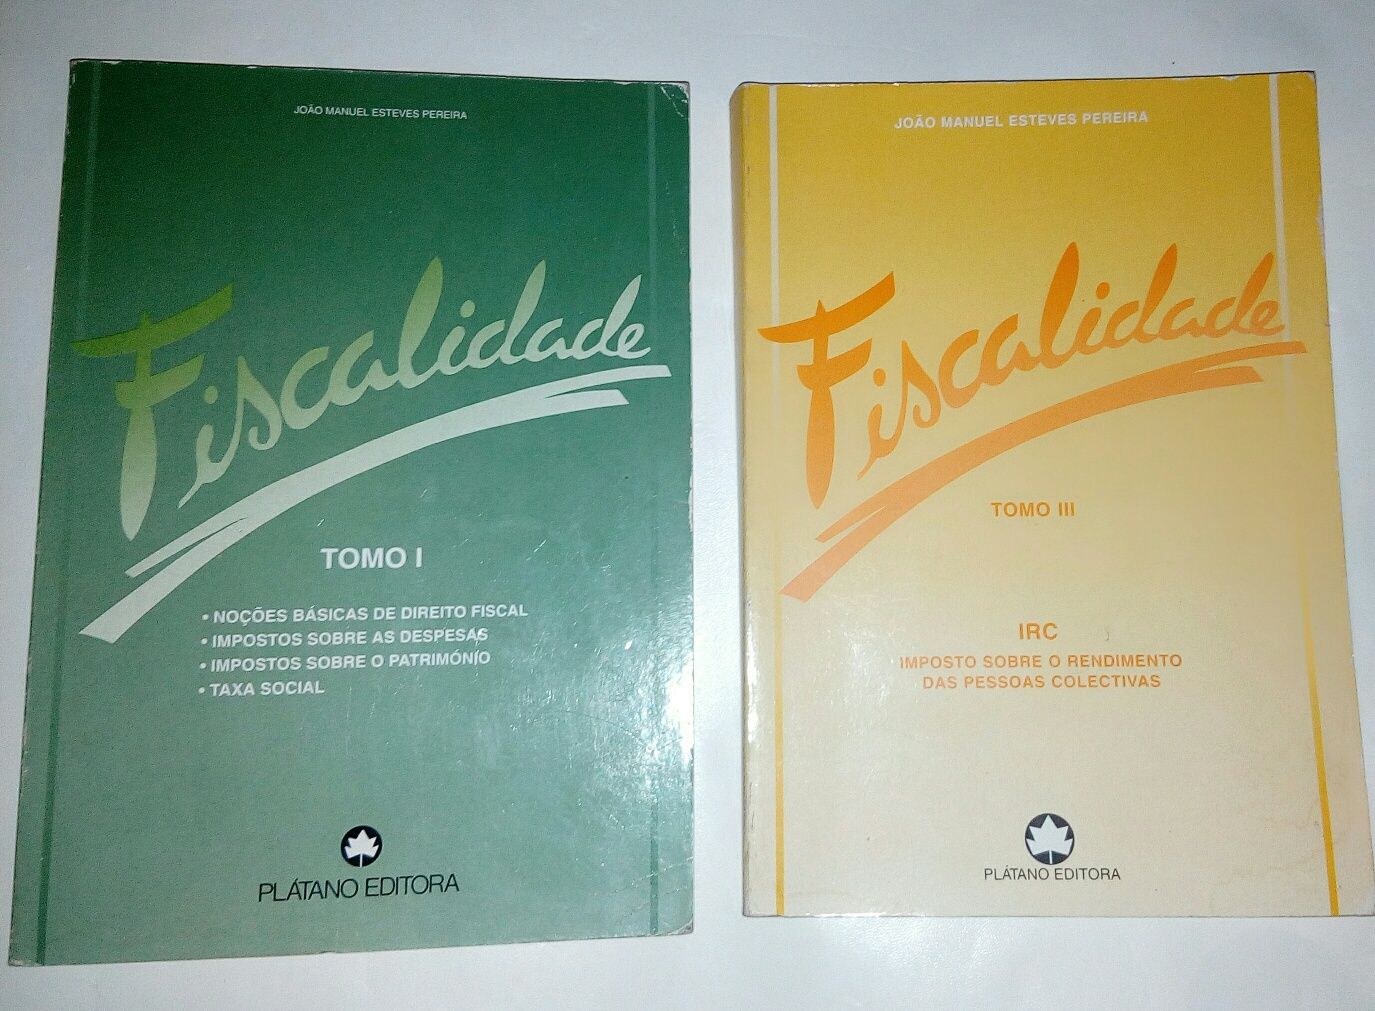 JOÃO MANUEL ESTEVES PEREIRA
Fiscalidade
TOMO I
• NOÇÕES BÁSICAS DE DIREITO FISCAL
• IMPOSTOS SOBRE AS DESPESAS
• IMPOSTOS SOBRE O PATRIMÓNIO
• TAXA SOCIAL
PLÁTANO EDITORA
JOÃO MANUEL ESTEVES PEREIRA
Fiscalidade
TOMO III
IRC
IMPOSTO SOBRE O RENDIMENTO
DAS PESSOAS COLECTIVAS
PLÁTANO EDITORA